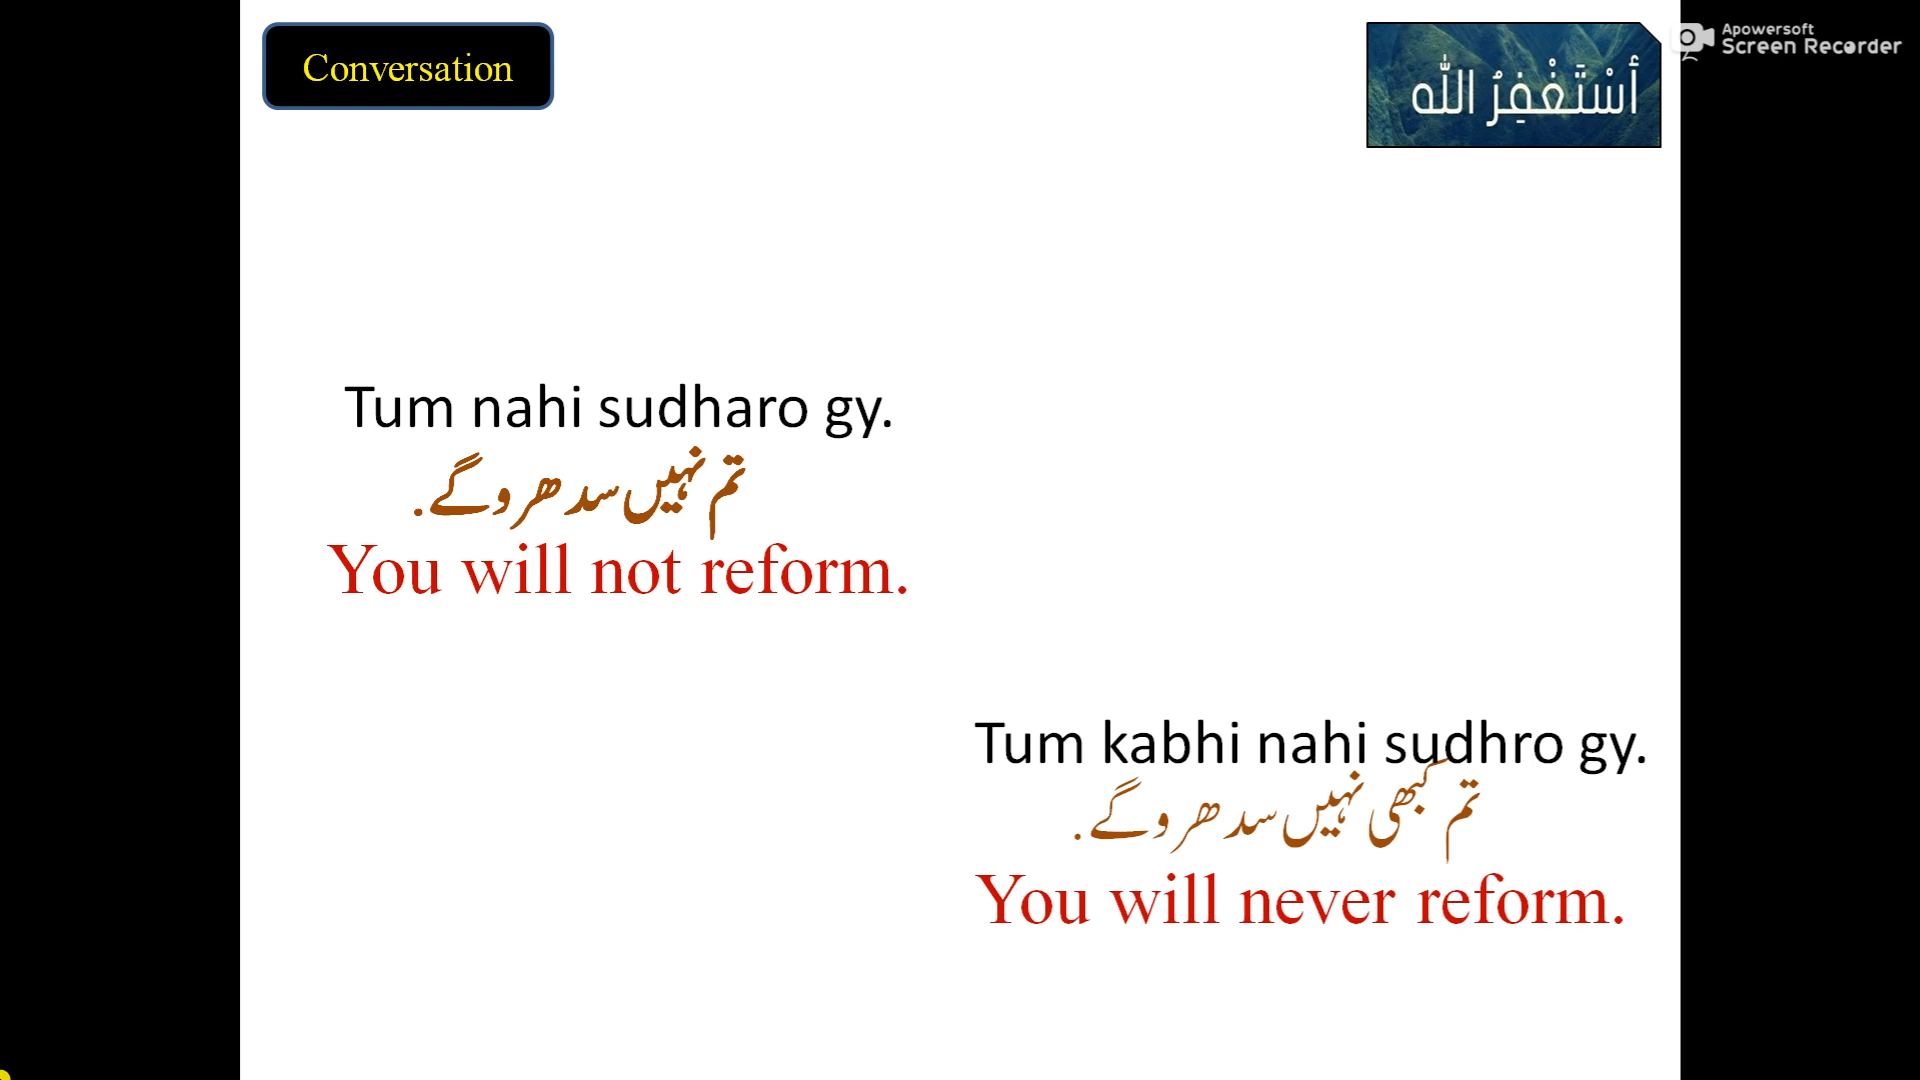 Conversation
أَسْتَغْفِرُ اللّٰه
Apowersoft
Screen Recorder
Tum nahi sudharo gy.
تم نہیں سدھرو گے.
You will not reform.
Tum kabhi nahi sudhro gy.
تم کبھی نہیں سدھرو گے.
You will never reform.